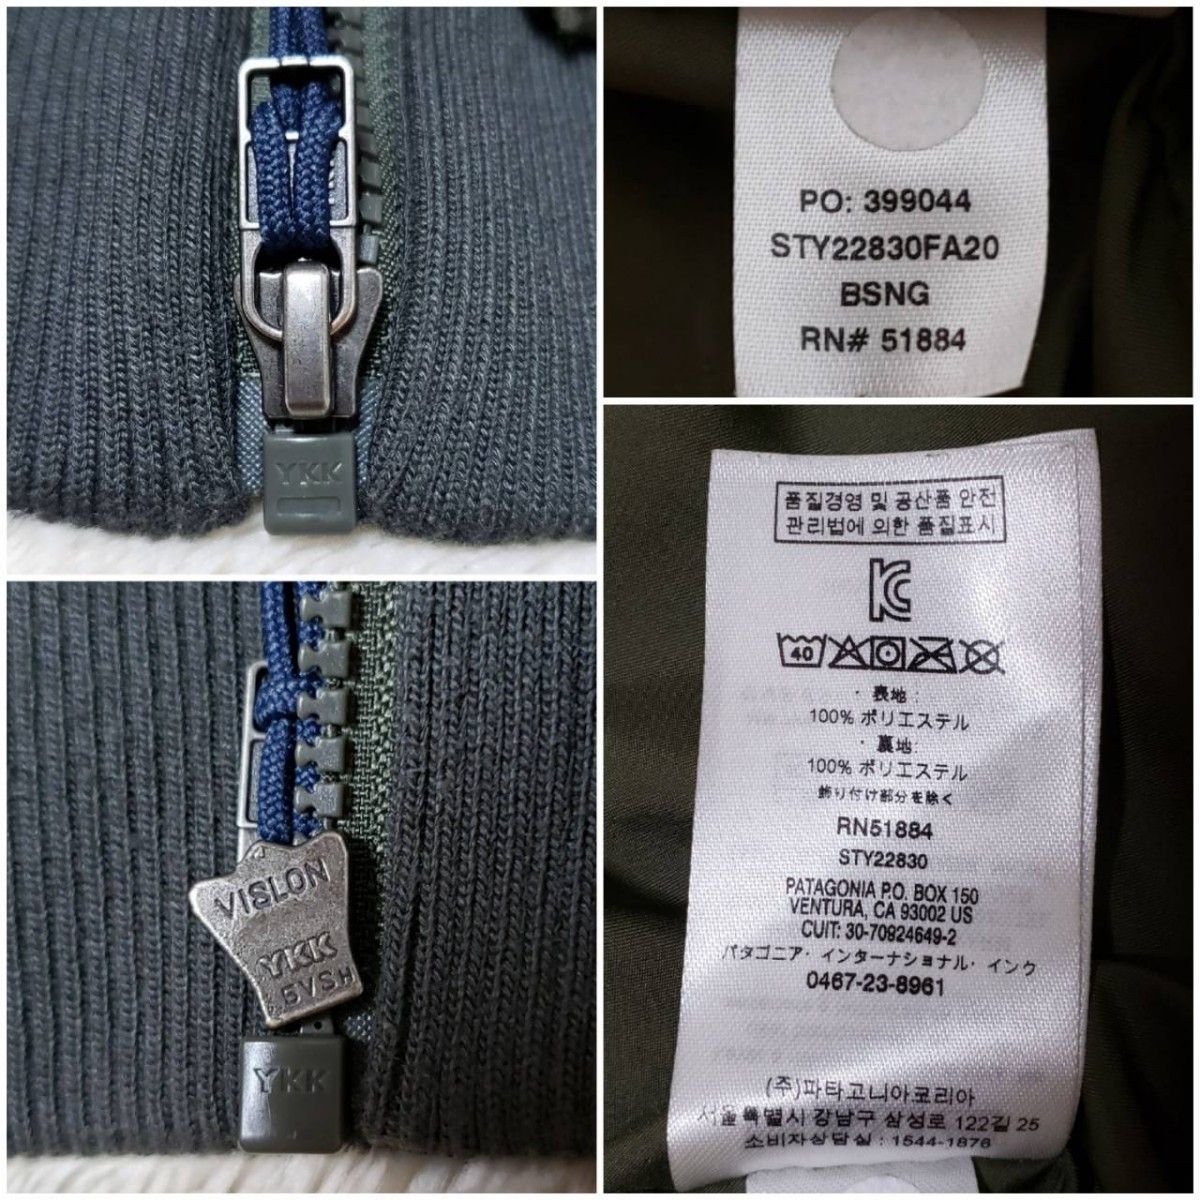 YKK
PO: 399044
STY22830FA20
BSNG
RN# 51884
VISLON
YKK
5VSH
YKK
품질경영 및 공산품 안전
관리법에 의한 품질표시
40
・表地:
100% ポリエステル
・裏地:
100% ポリエステル
飾り付け部分を除く
RN51884
STY22830
PATAGONIA P.O. BOX 150
VENTURA, CA 93002 US
CUIT: 30-70924649-2
パタゴニア・インターナショナル・インク
0467-23-8961
(주)파타고니아코리아
서울특별시 강남구 삼성로 122길 25
소비자상담실 : 1544-1876